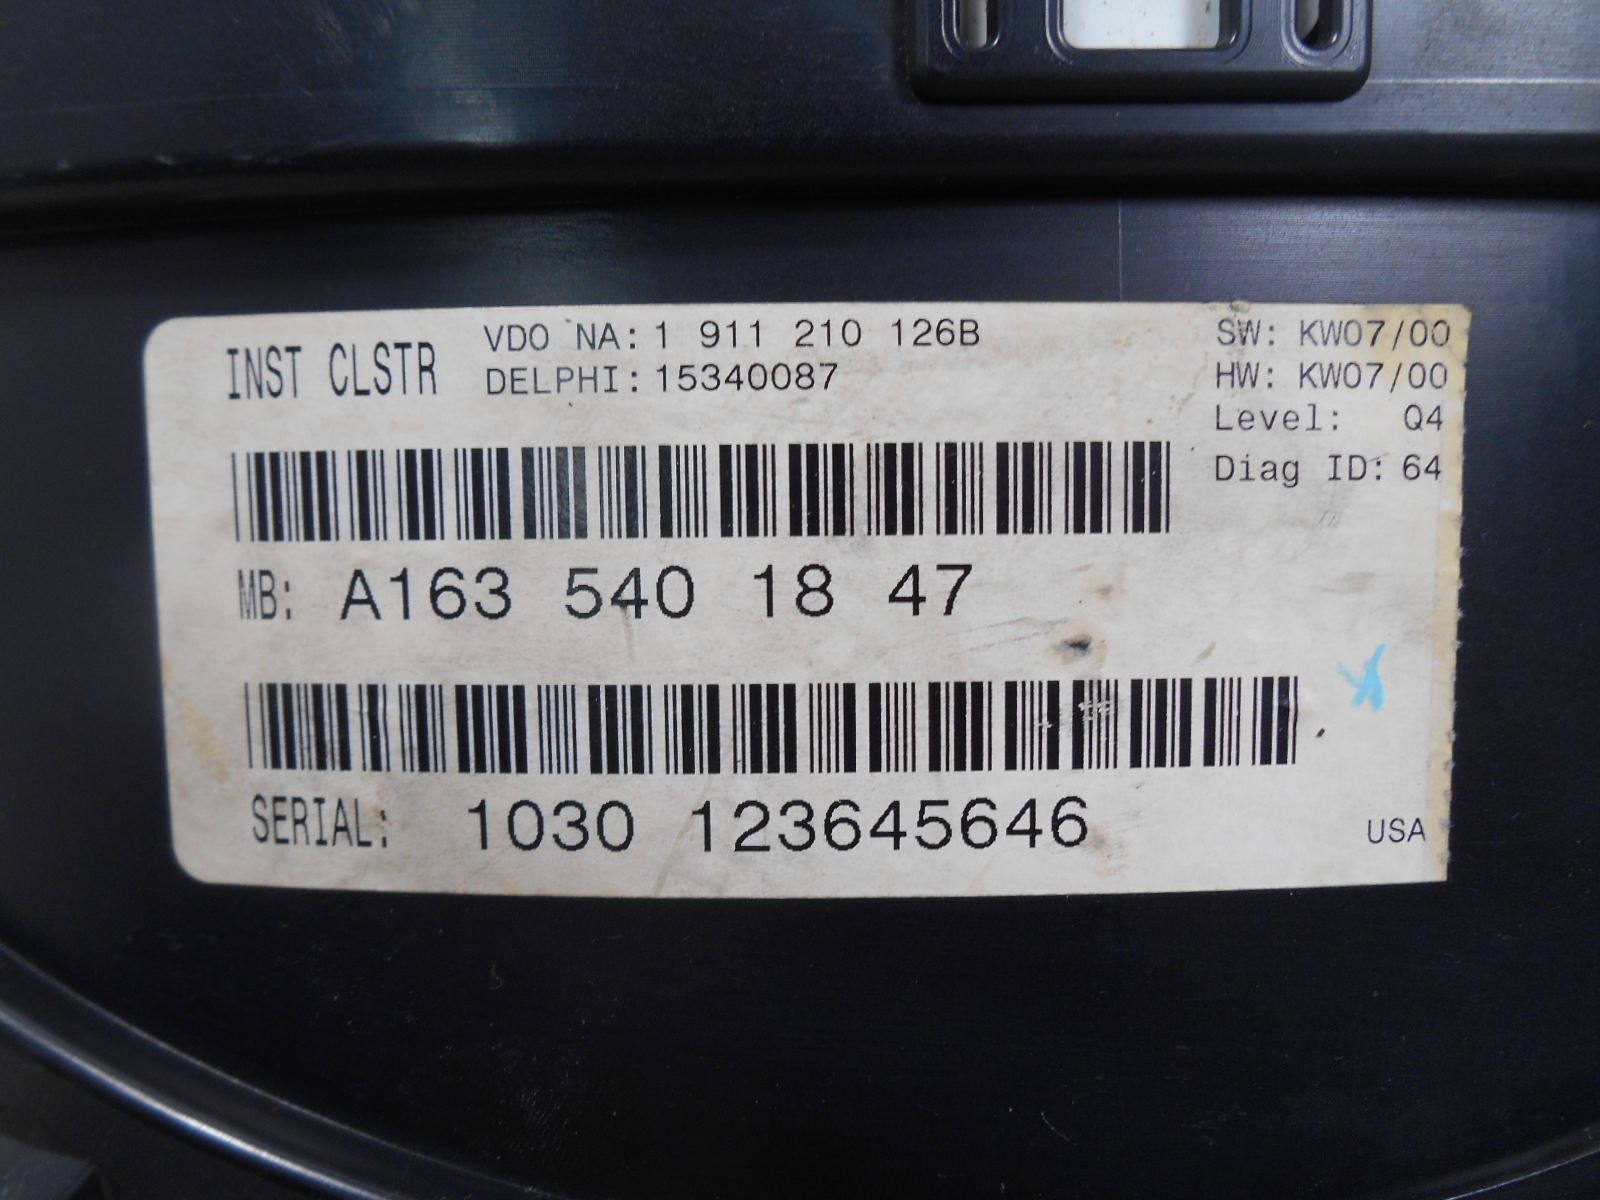 INST CLSTR
VDO NA: 1 911 210 126B
DELPHI: 15340087
SW: KW07/00
HW: KW07/00
Level: Q4
Diag ID: 64
MB: A163 540 18 47
SERIAL: 1030 123645646
USA